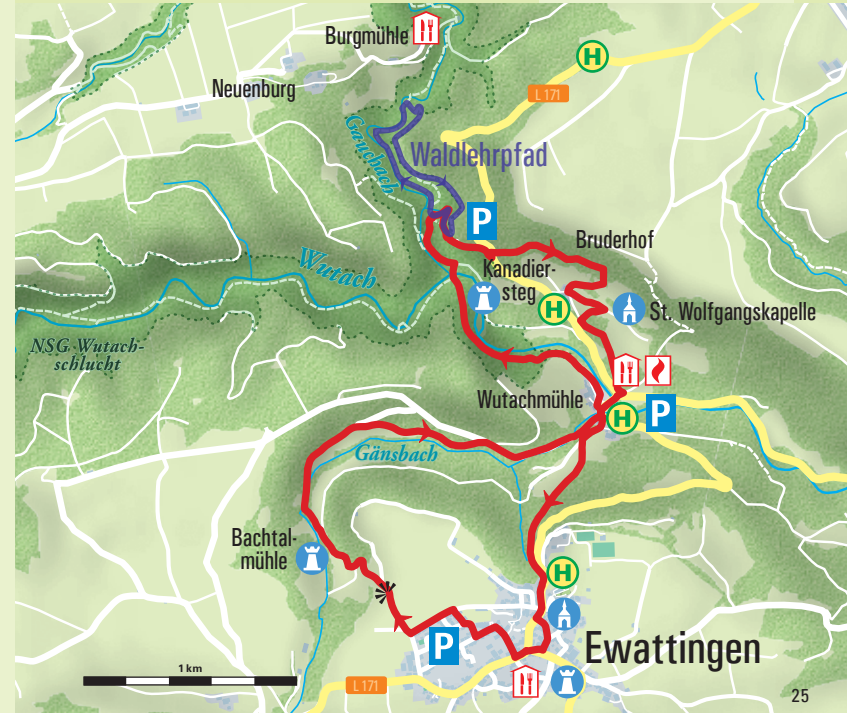 Burgmühle
H
Neuenburg
L 171
Gauchbach
Waldlehrpfad
P
Bruderhof
Wutach
Kanadier-
steg
H
St. Wolfgangskapelle
NSG Wutach-
schlucht
Wutachmühle
H
P
Gänsbach
Bachtal-
mühle
H
P
Ewattingen
1 km
L 171
25